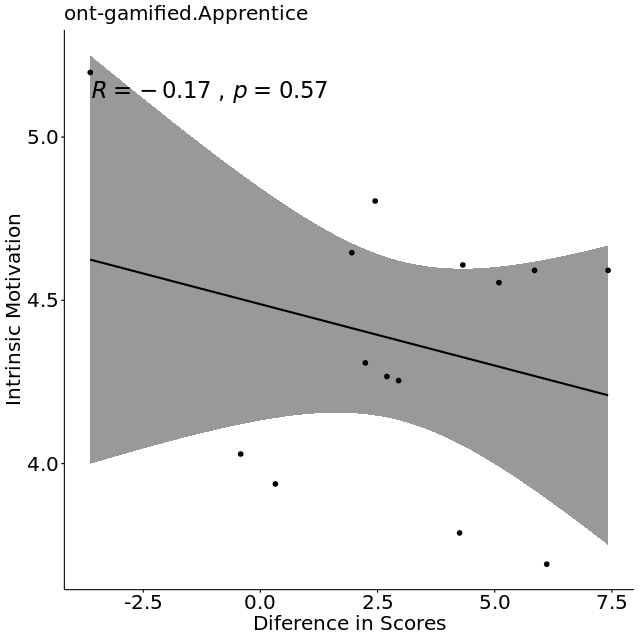 ont-gamified.Apprentice
R = −0.17 , p = 0.57
Intrinsic Motivation
5.0
4.5
4.0
-2.5 0.0 2.5 5.0 7.5
Diference in Scores